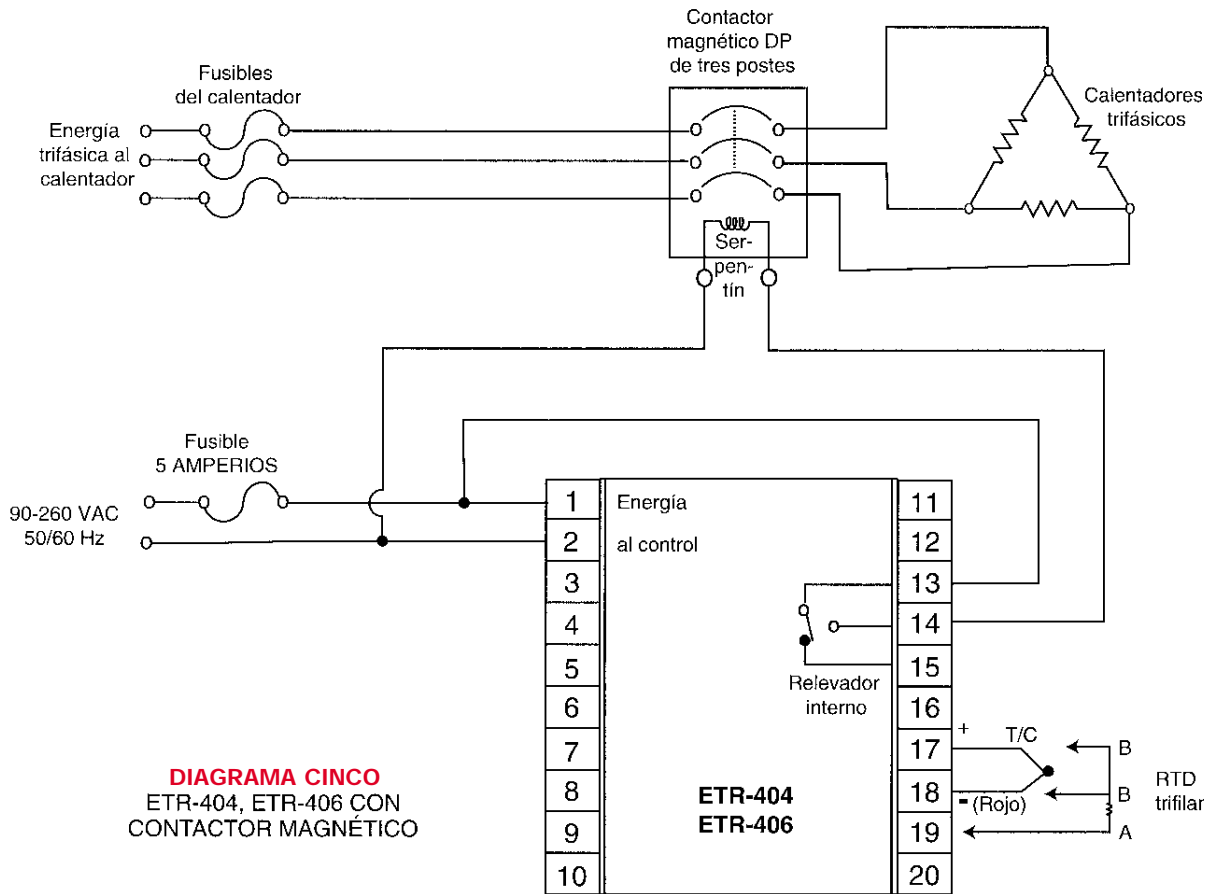 Contactor
magnético DP
de tres postes
Fusibles
del calentador
Energía
trifásica al
calentador
Calentadores
trifásicos
Ser-
pen-
tín
Fusible
5 AMPERIOS
90-260 VAC
50/60 Hz
1
Energía
2
al control
3
4
5
6
7
8
9
10
11
12
13
14
15
16
17
18
19
20
Relevador
interno
+
T/C
- (Rojo)
B
B
A
RTD
trifilar
ETR-404
ETR-406
DIAGRAMA CINCO
ETR-404, ETR-406 CON
CONTACTOR MAGNÉTICO